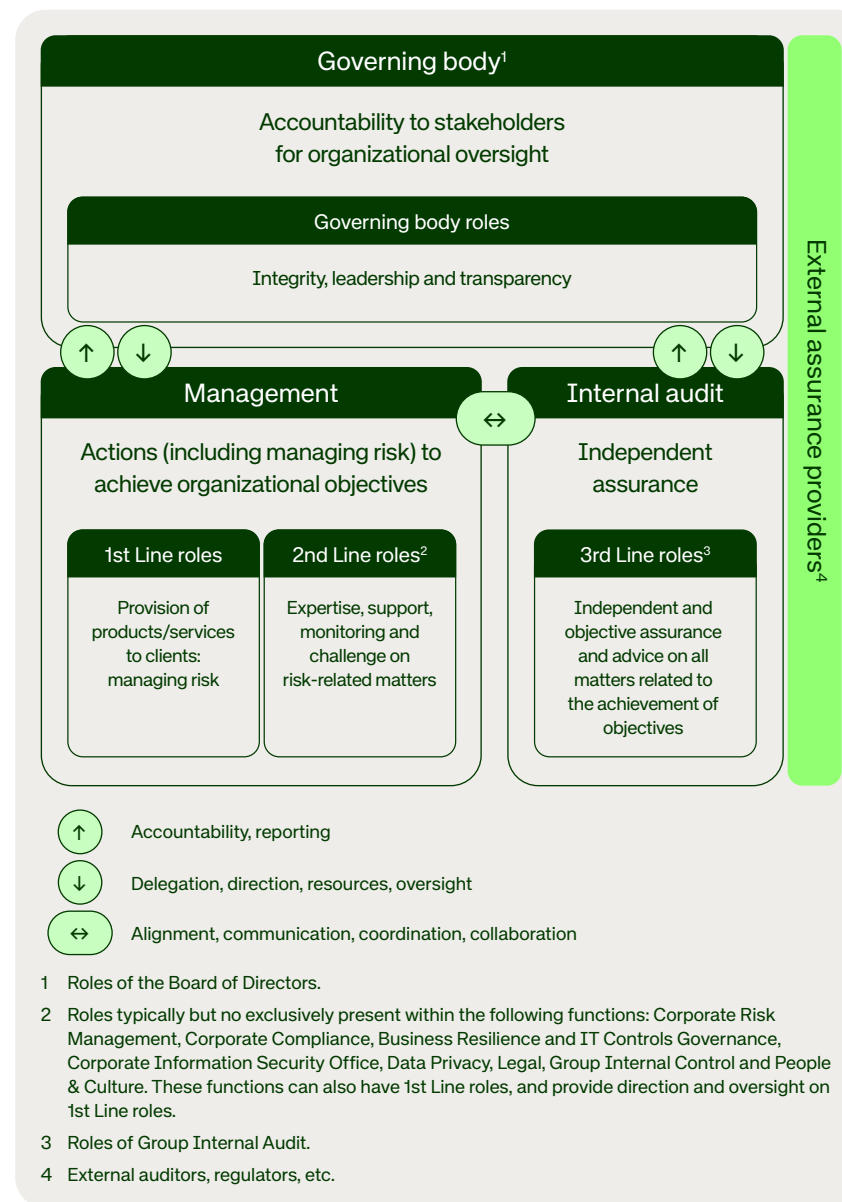 Governing body¹
Accountability to stakeholders
for organizational oversight
Governing body roles
Integrity, leadership and transparency
↑
↓
↑
↓
Management
↔
Internal audit
Actions (including managing risk) to
achieve organizational objectives
Independent
assurance
1st Line roles
Provision of
products/services
to clients:
managing risk
2nd Line roles²
Expertise, support,
monitoring and
challenge on
risk-related matters
3rd Line roles³
Independent and
objective assurance
and advice on all
matters related to
the achievement of
objectives
External assurance providers⁴
↑ Accountability, reporting
↓ Delegation, direction, resources, oversight
↔ Alignment, communication, coordination, collaboration
1 Roles of the Board of Directors.
2 Roles typically but no exclusively present within the following functions: Corporate Risk
Management, Corporate Compliance, Business Resilience and IT Controls Governance,
Corporate Information Security Office, Data Privacy, Legal, Group Internal Control and People
& Culture. These functions can also have 1st Line roles, and provide direction and oversight on
1st Line roles.
3 Roles of Group Internal Audit.
4 External auditors, regulators, etc.